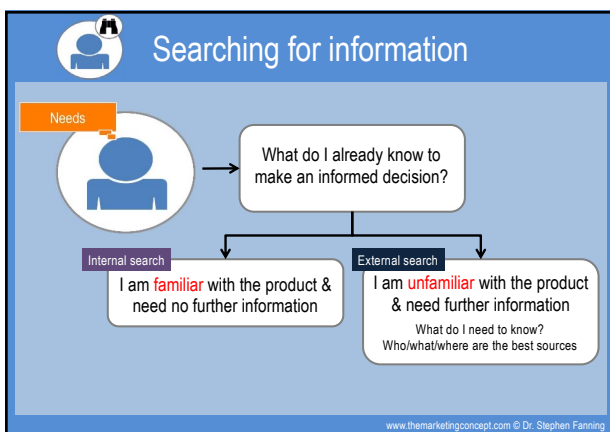 Searching for information
Needs
What do I already know to
make an informed decision?
Internal search
I am familiar with the product &
need no further information
External search
I am unfamiliar with the product
& need further information
What do I need to know?
Who/what/where are the best sources
www.themarketingconcept.com © Dr. Stephen Fanning